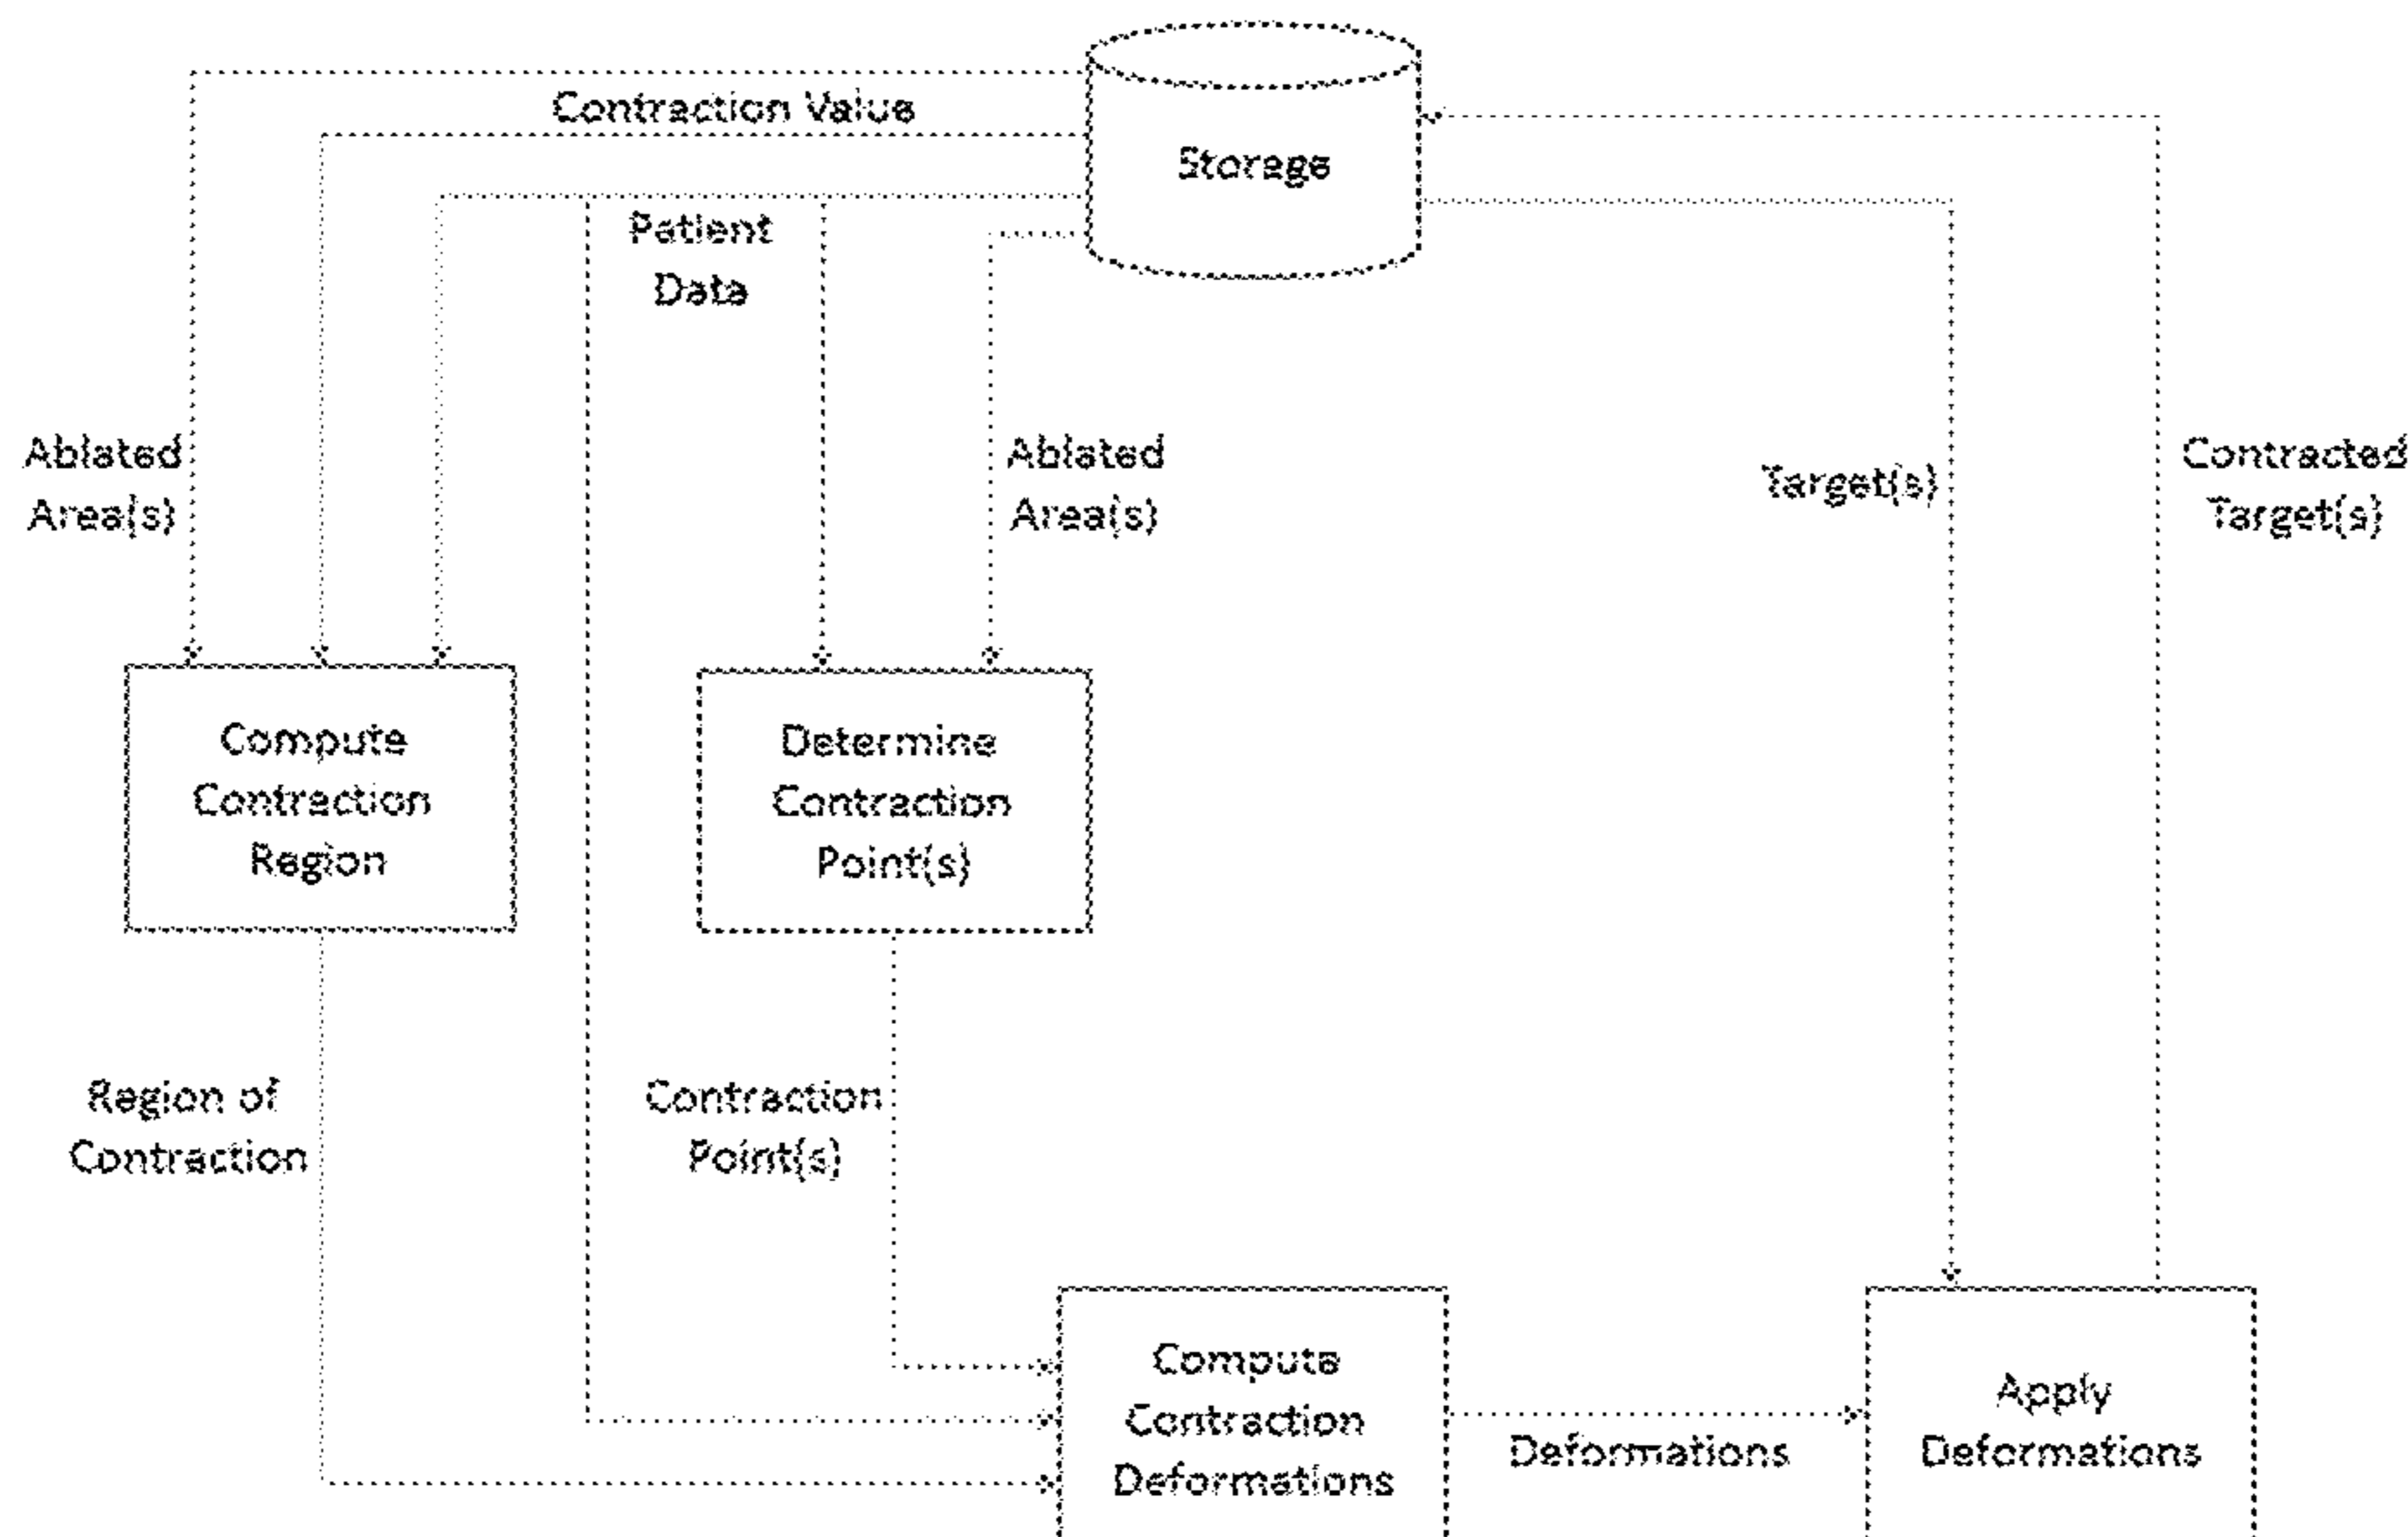 Contraction Value
Storage
Patient
Data
Ablated
Area(s)
Ablated
Area(s)
Target(s)
Contracted
Target(s)
Compute
Contraction
Region
Determine
Contraction
Point(s)
Region of
Contraction
Contraction
Point(s)
Compute
Contraction
Deformations
Deformations
Apply
Deformations